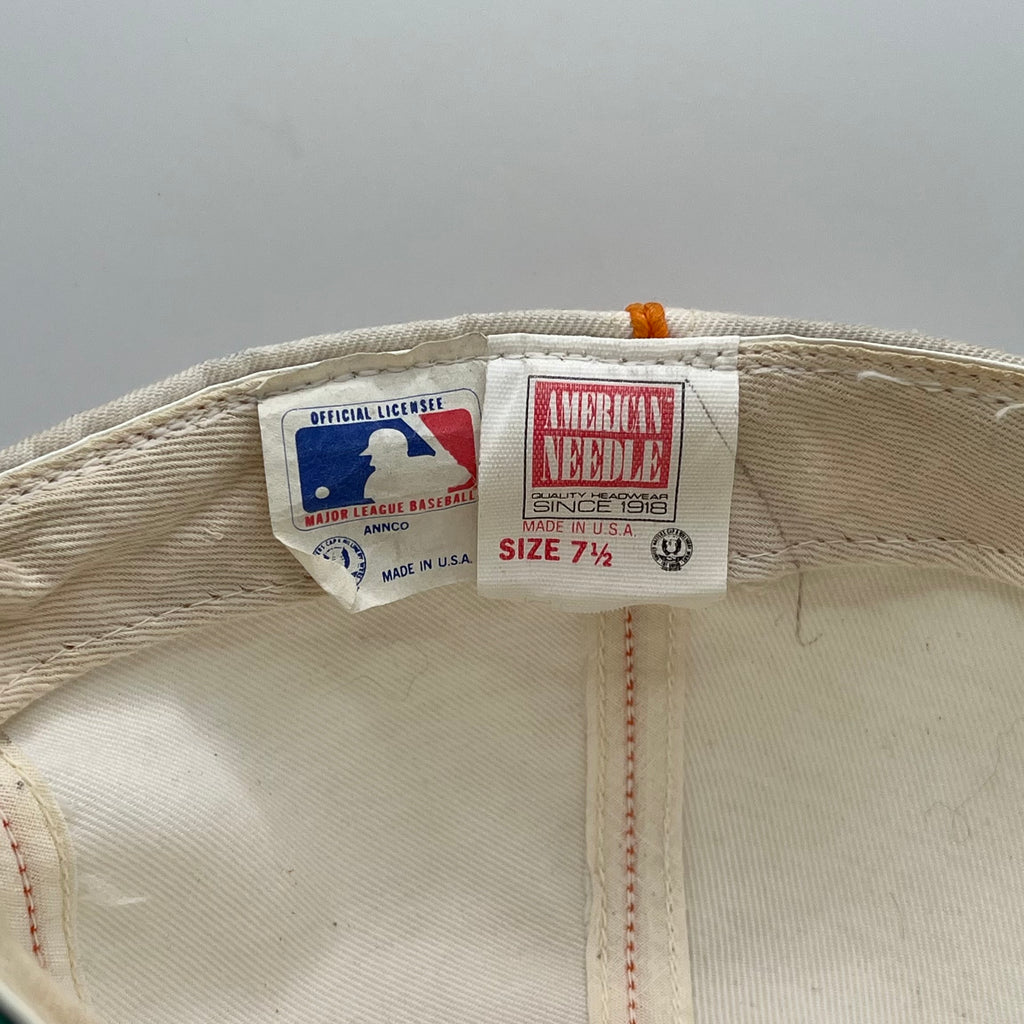 OFFICIAL LICENSEE
MAJOR LEAGUE BASEBALL
ANNCO
MADE IN U.S.A.
AMERICAN
NEEDLE
QUALITY HEADWEAR
SINCE 1918
MADE IN U.S.A.
SIZE 7½